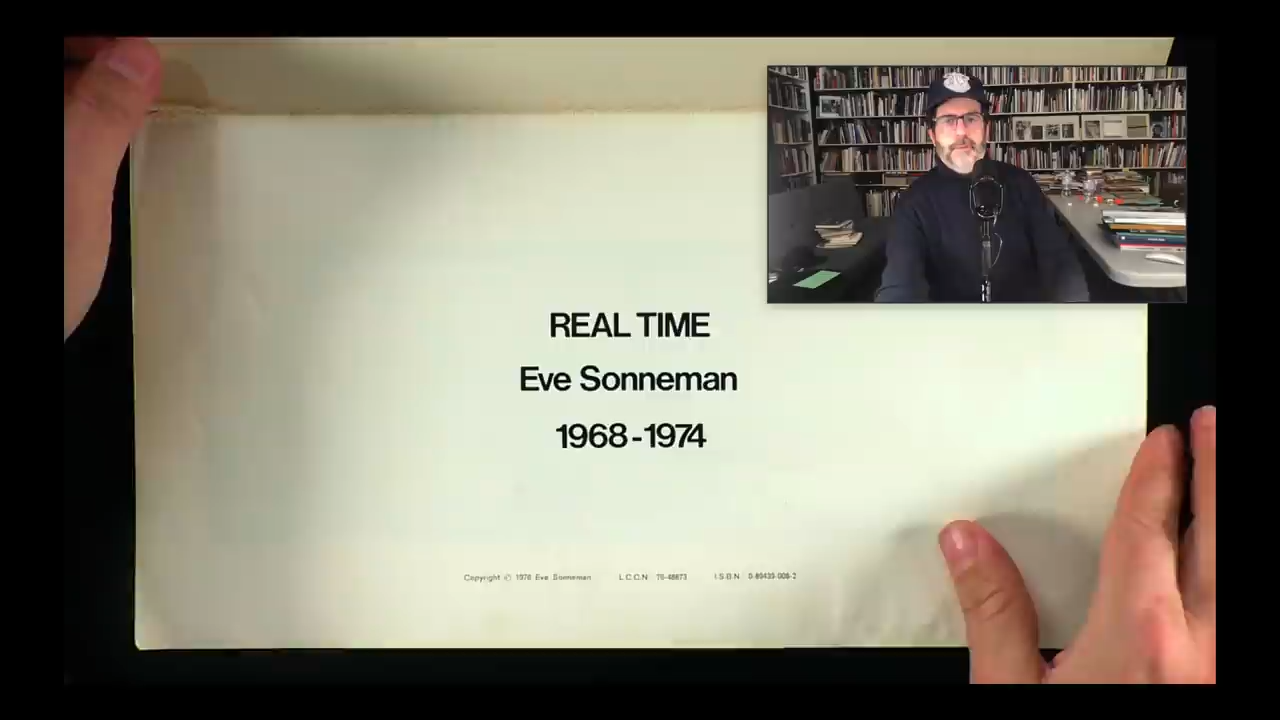 REAL TIME
Eve Sonneman
1968-1974
Copyright © 1976 Eve Sonneman L.C.C.N. 76-48673 I.S.B.N. 0-89439-008-2